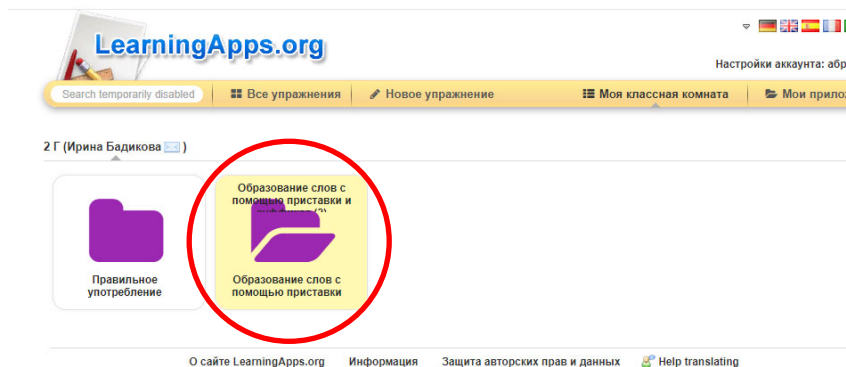 LearningApps.org
Настройки аккаунта:
Search temporarily disabled
Все упражнения
Новое упражнение
Моя классная комната
Мои
2 Г (Ирина Бадикова )
Образование слов с
помощью приставки и
(2)
Правильное
употребление
Образование слов с
помощью приставки
О сайте LearningApps.org
Информация
Защита авторских прав и данных
Help translating